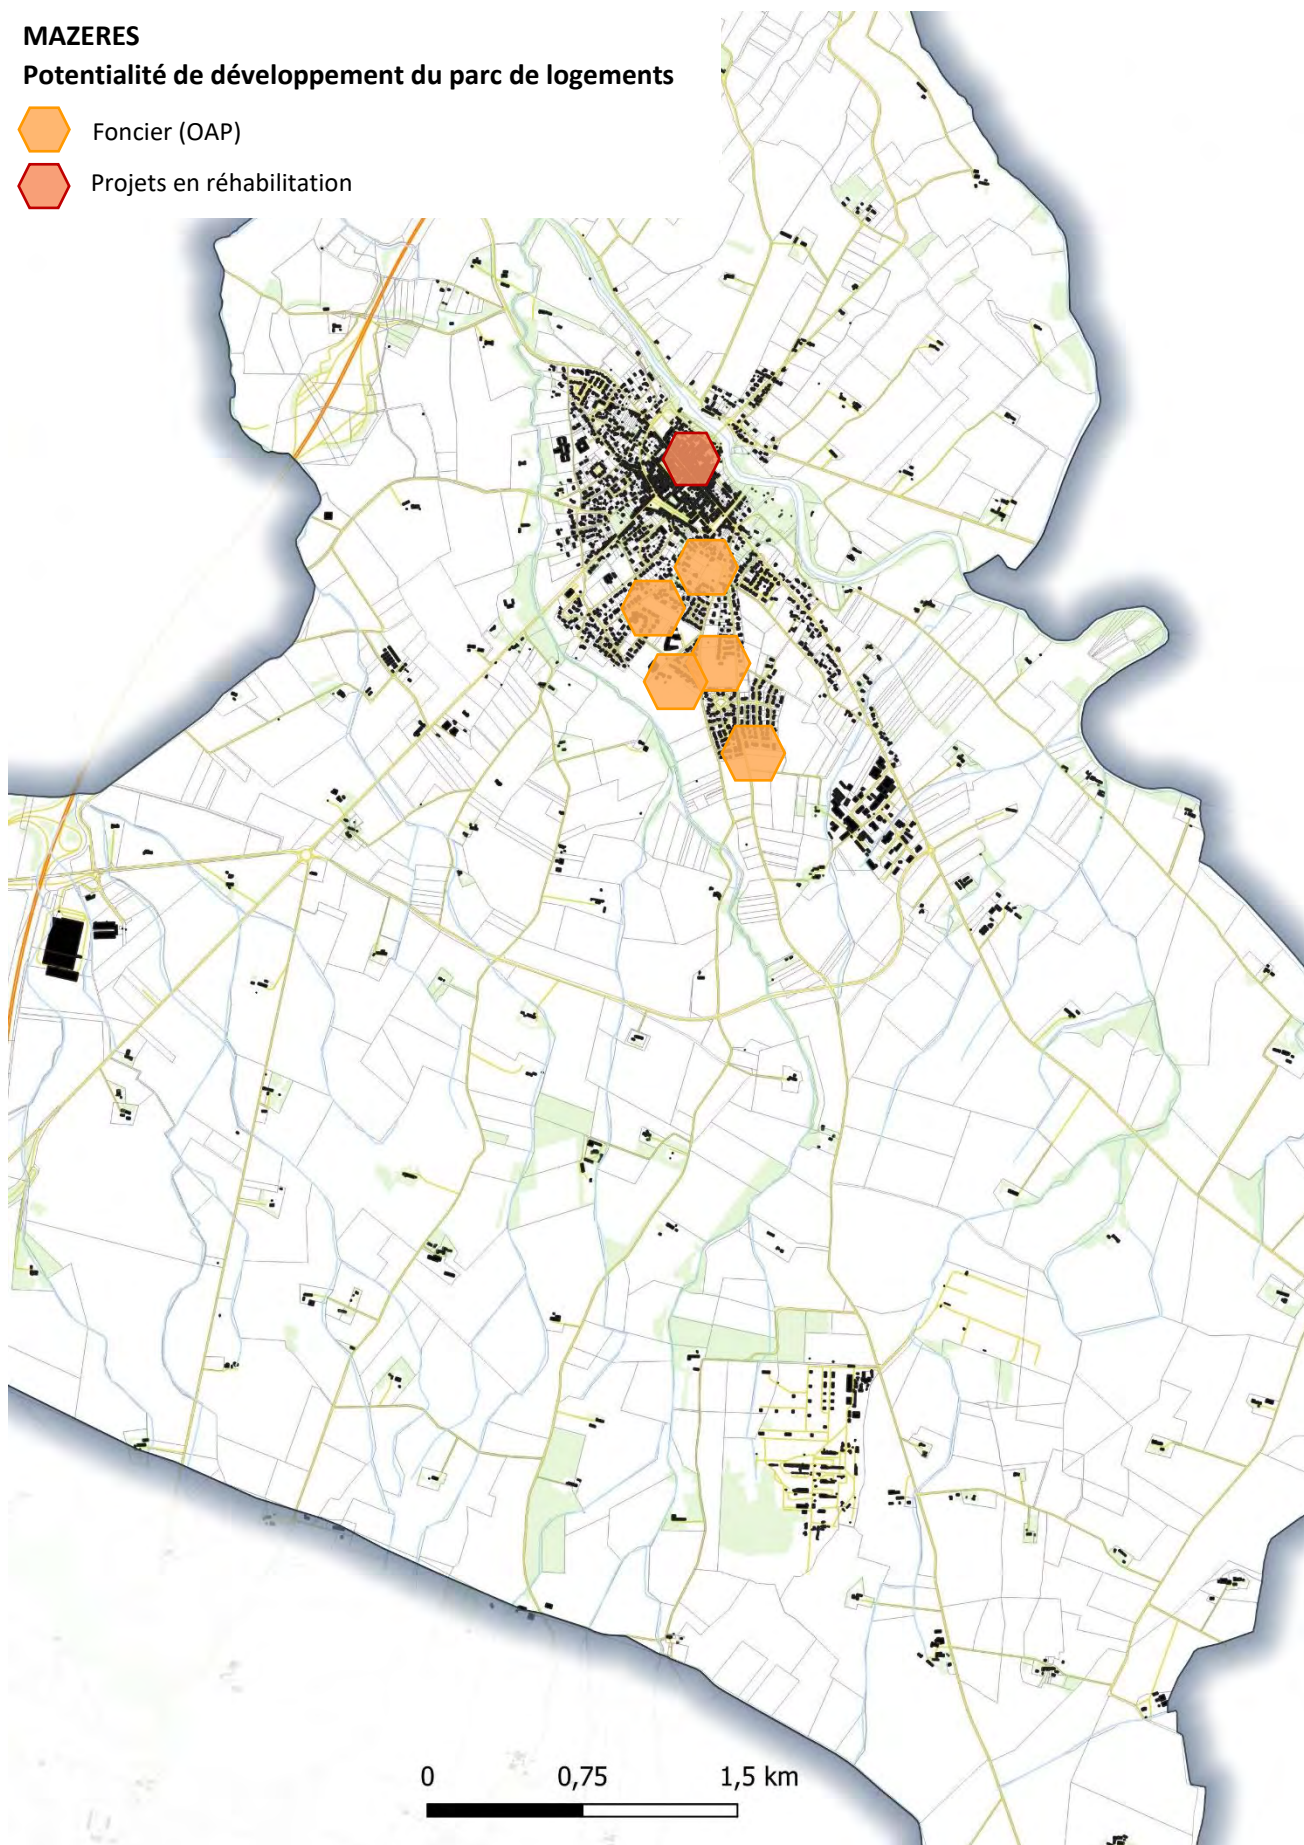 MAZERES
Potentialité de développement du parc de logements
Foncier (OAP)
Projets en réhabilitation
0 0,75 1,5 km